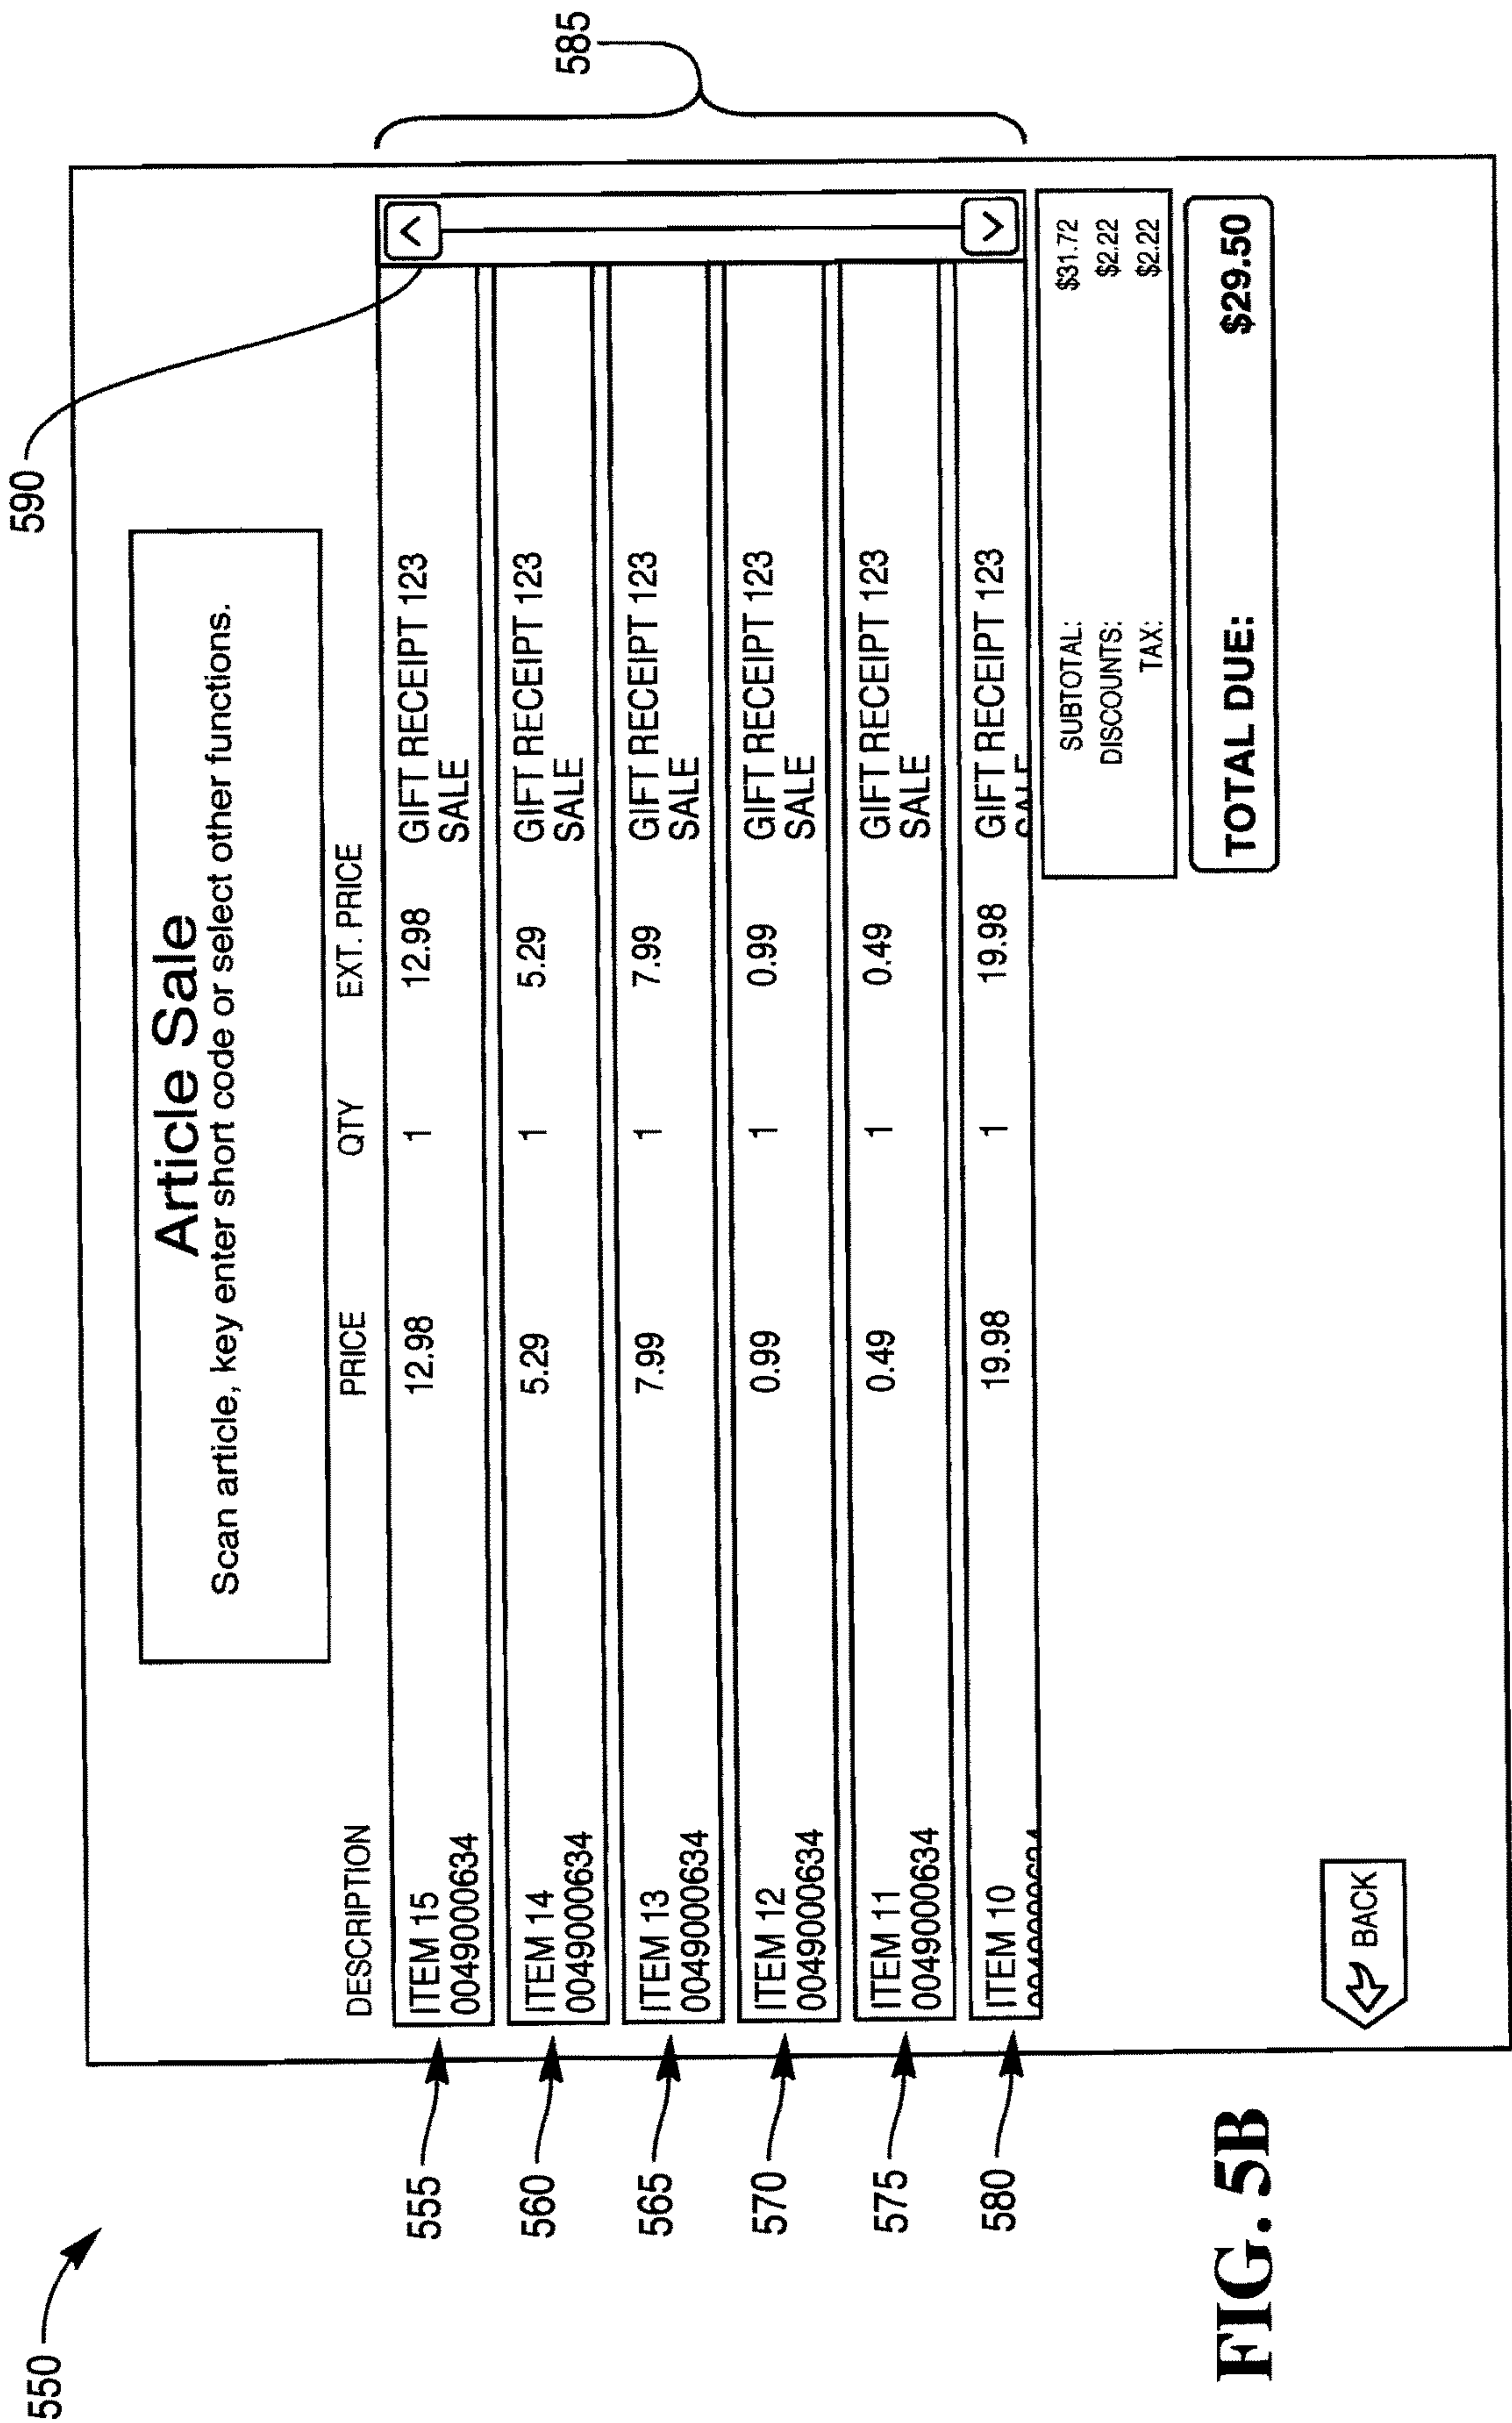 550
590
585
Article Sale
Scan article, key enter short code or select other functions.
DESCRIPTION PRICE QTY EXT. PRICE
555 ITEM 15 12.98 1 12.98 GIFT RECEIPT 123
0049000634 SALE
560 ITEM 14 5.29 1 5.29 GIFT RECEIPT 123
0049000634 SALE
565 ITEM 13 7.99 1 7.99 GIFT RECEIPT 123
0049000634 SALE
570 ITEM 12 0.99 1 0.99 GIFT RECEIPT 123
0049000634 SALE
575 ITEM 11 0.49 1 0.49 GIFT RECEIPT 123
0049000634 SALE
580 ITEM 10 19.98 1 19.98 GIFT RECEIPT 123
SALE
SUBTOTAL: $31.72
DISCOUNTS: $2.22
TAX: $2.22
TOTAL DUE: $29.50
BACK
FIG. 5B